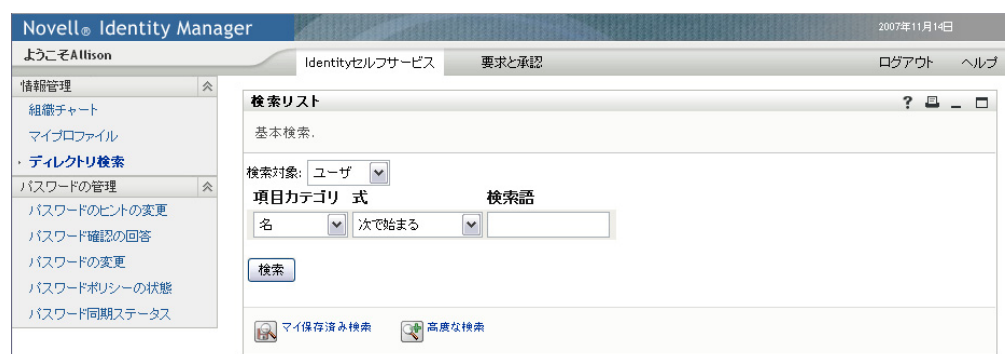 Novell® Identity Manager 2007年11月14日
ようこそAllison
Identityセルフサービス 要求と承認 ログアウト ヘルプ
情報管理
組織チャート
マイプロファイル
・ディレクトリ検索
パスワードの管理
パスワードのヒントの変更
パスワード確認の回答
パスワードの変更
パスワードポリシーの状態
パスワード同期ステータス
検索リスト ?
基本検索.
検索対象: ユーザ
項目カテゴリ 式 検索語
名 次で始まる
検索
マイ保存済み検索 高度な検索